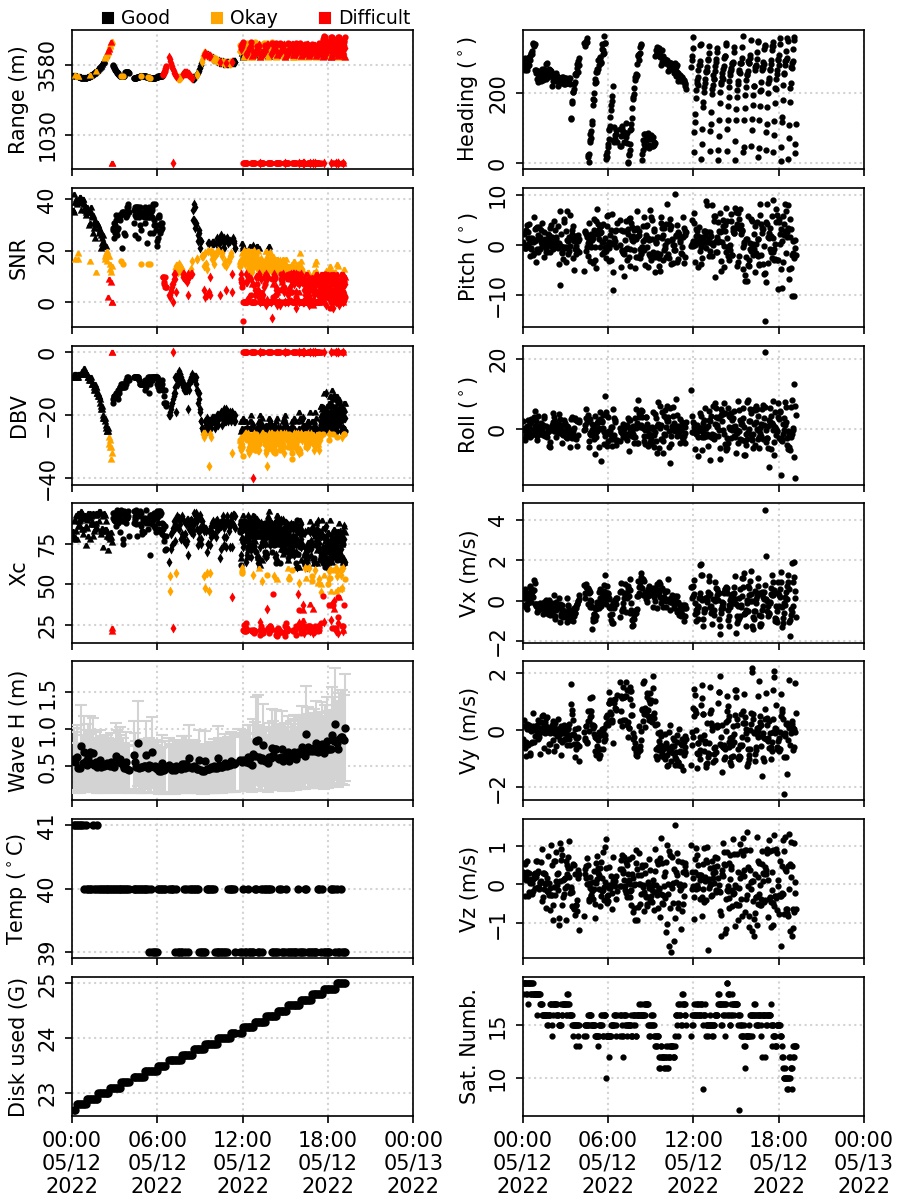 Good Okay Difficult
Range (m)
3580
1030
Heading (°)
200
0
SNR
40
20
0
Pitch (°)
10
0
−10
DBV
0
−20
−40
Roll (°)
20
0
Xc
75
50
25
Vx (m/s)
4
2
0
−2
Wave H (m)
1.5
1.0
0.5
Vy (m/s)
2
0
−2
Temp (°C)
41
40
39
Vz (m/s)
1
0
−1
Disk used (G)
25
24
23
Sat. Numb.
15
10
00:00 06:00 12:00 18:00 00:00
05/12 05/12 05/12 05/12 05/13
2022 2022 2022 2022 2022
00:00 06:00 12:00 18:00 00:00
05/12 05/12 05/12 05/12 05/13
2022 2022 2022 2022 2022